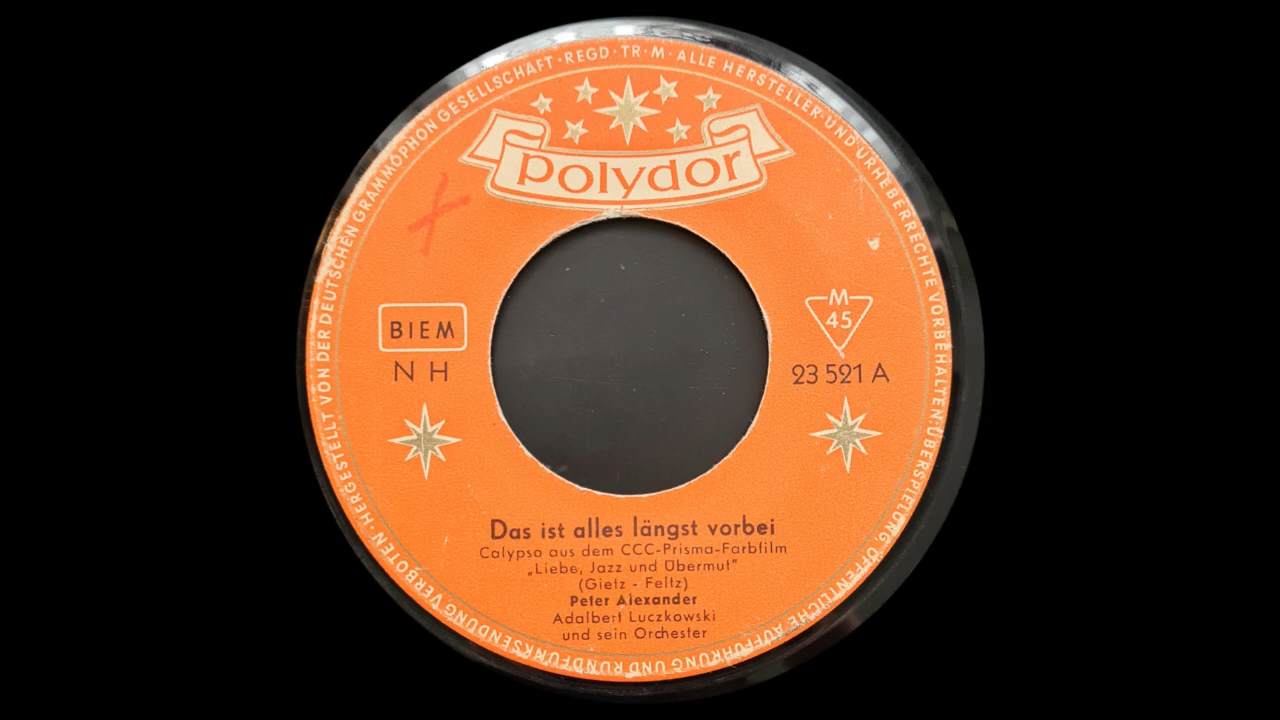 HERGESTELLT VON DER DEUTSCHEN GRAMMOPHON GESELLSCHAFT · REGD · TR · M · ALLE HERSTELLER- UND URHEBERRECHTE VORBEHALTEN · ÜBERSPIELUNG ÖFFENTLICHE AUFFÜHRUNG UND RUNDFUNKSENDUNG VERBOTEN ·
polydor
BIEM
N H
M
45
23 521 A
Das ist alles längst vorbei
Calypso aus dem CCC-Prisma-Farbfilm
„Liebe, Jazz und Übermut"
(Gietz - Feltz)
Peter Alexander
Adalbert Luczkowski
und sein Orchester